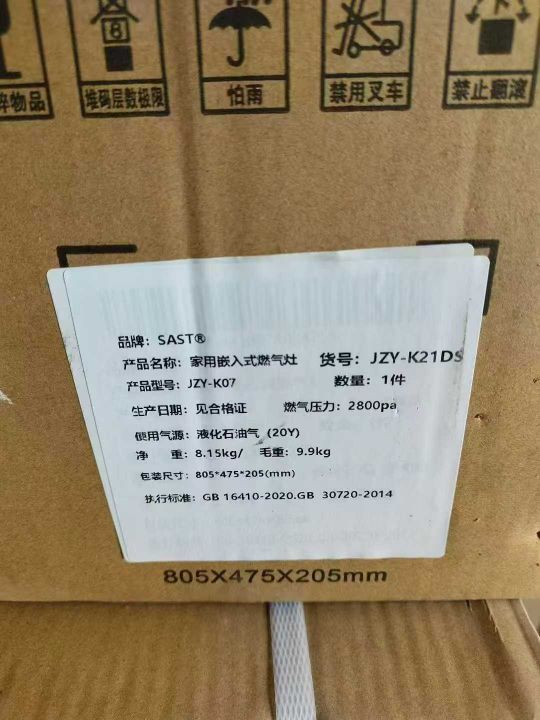 碎物品 堆码层数极限 怕雨 禁用叉车 禁止翻滚
8
品牌: SAST®
产品名称: 家用嵌入式燃气灶 货号: JZY-K21DS
产品型号: JZY-K07 数量: 1件
生产日期: 见合格证 燃气压力: 2800pa
使用气源: 液化石油气 (20Y)
净 重: 8.15kg/ 毛重: 9.9kg
包装尺寸: 805*475*205(mm)
执行标准: GB 16410-2020.GB 30720-2014
805X475X205mm